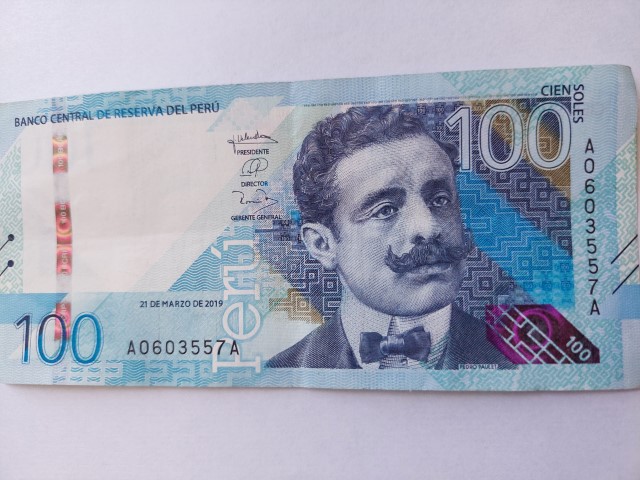 BANCO CENTRAL DE RESERVA DEL PERÚ
100
A0603557A
21 DE MARZO DE 2019
PRESIDENTE
DIRECTOR
GERENTE GENERAL
Perú
100
CIEN
SOLES
A0603557A
100